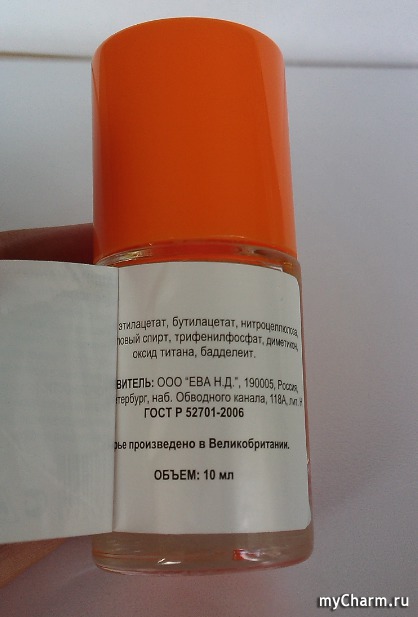 этилацетат, бутилацетат, нитроцеллюлоза,
ловый спирт, трифенилфосфат, диметикон,
оксид титана, бадделеит.
ВИТЕЛЬ: ООО "ЕВА Н.Д.", 190005, Россия,
тербург, наб. Обводного канала, 118А, лит. Н
ГОСТ Р 52701-2006
рье произведено в Великобритании.
ОБЪЕМ: 10 мл
myCharm.ru